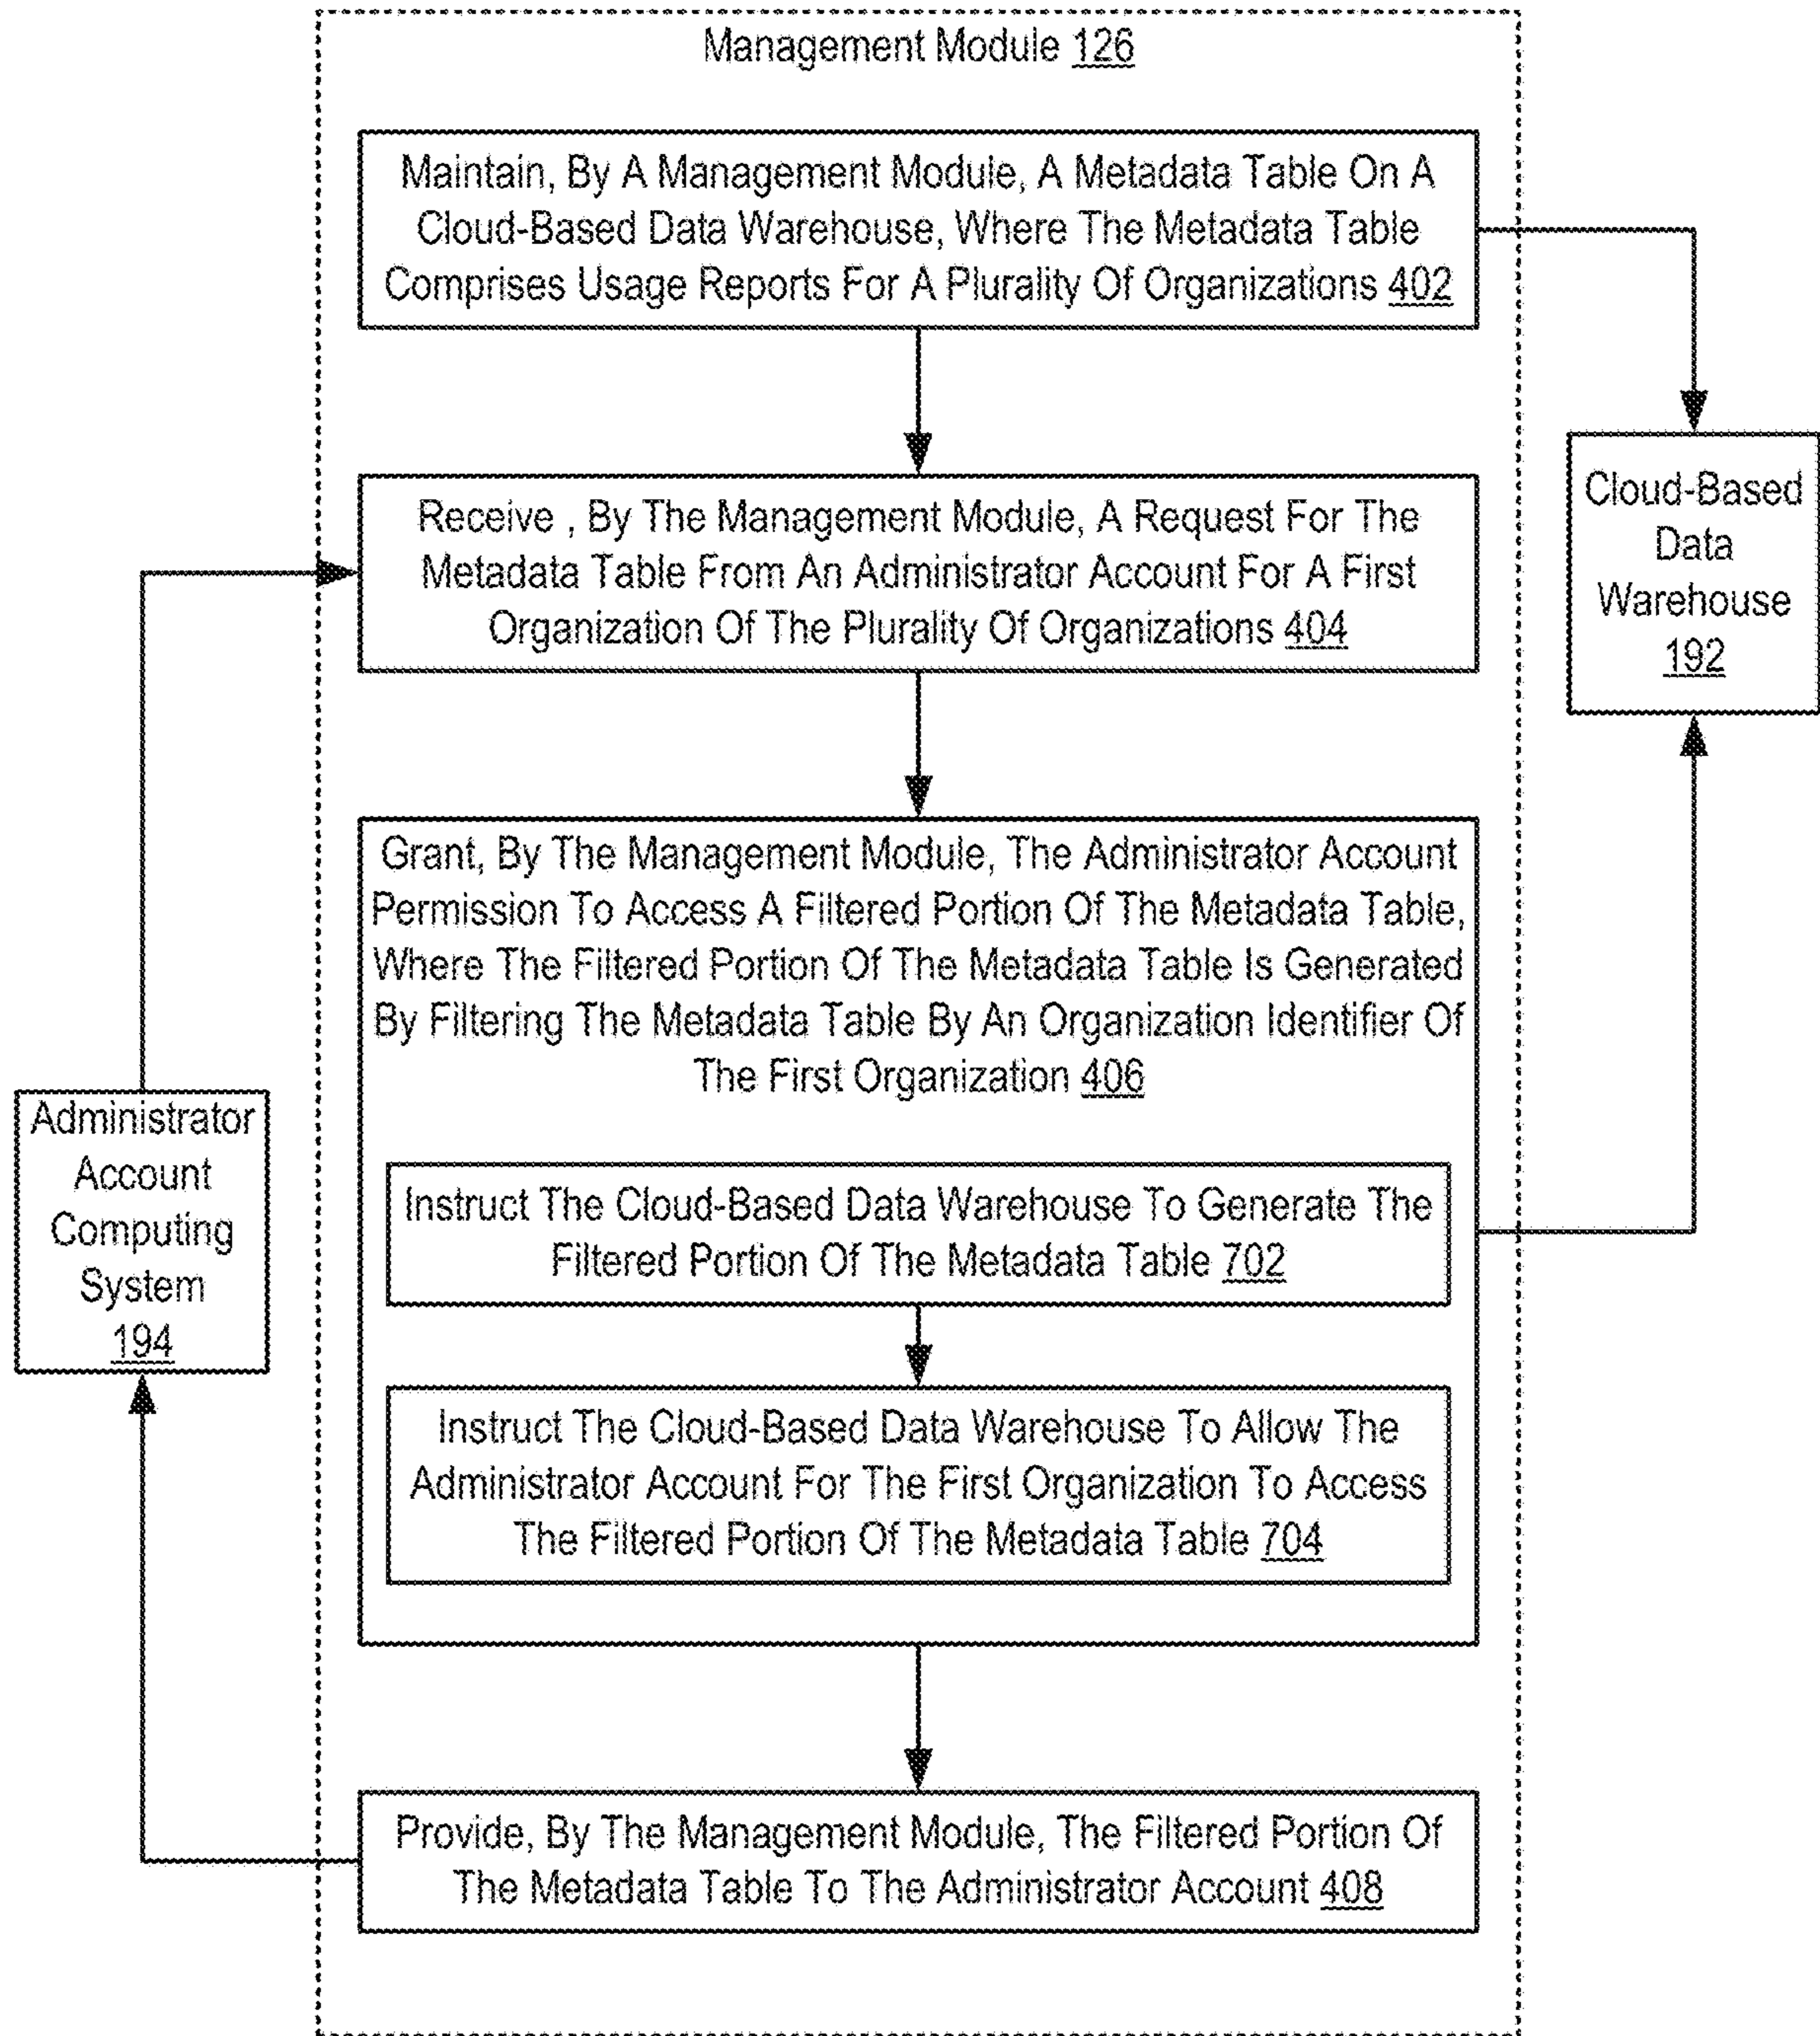 Management Module 126
Maintain, By A Management Module, A Metadata Table On A
Cloud-Based Data Warehouse, Where The Metadata Table
Comprises Usage Reports For A Plurality Of Organizations 402
Receive , By The Management Module, A Request For The
Metadata Table From An Administrator Account For A First
Organization Of The Plurality Of Organizations 404
Cloud-Based
Data
Warehouse
192
Grant, By The Management Module, The Administrator Account
Permission To Access A Filtered Portion Of The Metadata Table,
Where The Filtered Portion Of The Metadata Table Is Generated
By Filtering The Metadata Table By An Organization Identifier Of
The First Organization 406
Administrator
Account
Computing
System
194
Instruct The Cloud-Based Data Warehouse To Generate The
Filtered Portion Of The Metadata Table 702
Instruct The Cloud-Based Data Warehouse To Allow The
Administrator Account For The First Organization To Access
The Filtered Portion Of The Metadata Table 704
Provide, By The Management Module, The Filtered Portion Of
The Metadata Table To The Administrator Account 408